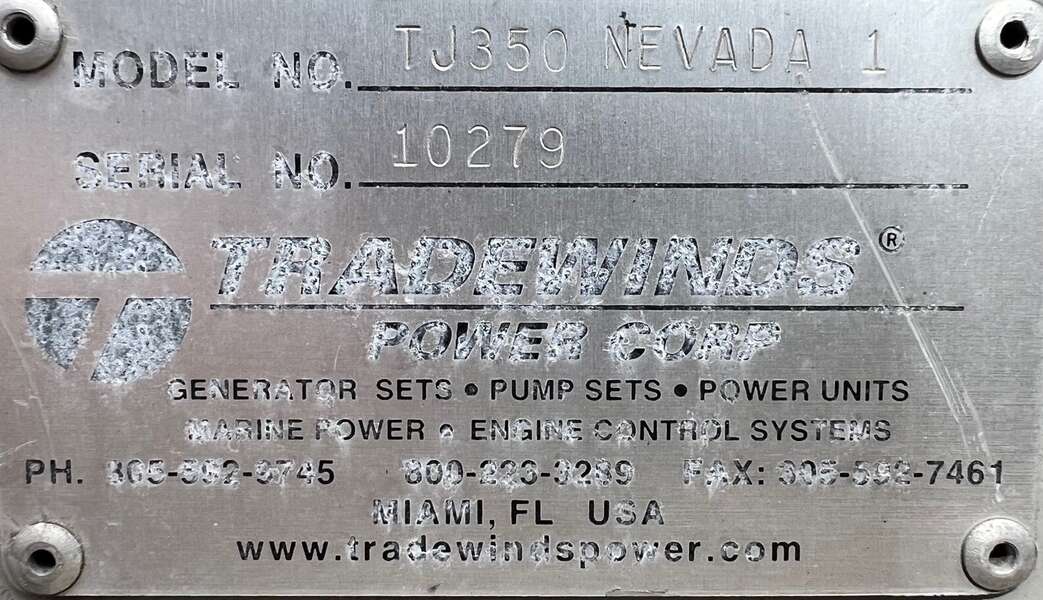 MODEL NO. TJ350 NEVADA 1
SERIAL NO. 10279
TRADEWINDS®
POWER CORP
GENERATOR SETS • PUMP SETS • POWER UNITS
MARINE POWER • ENGINE CONTROL SYSTEMS
PH. 305-592-9745 800-223-3289 FAX: 305-592-7461
MIAMI, FL USA
www.tradewindspower.com